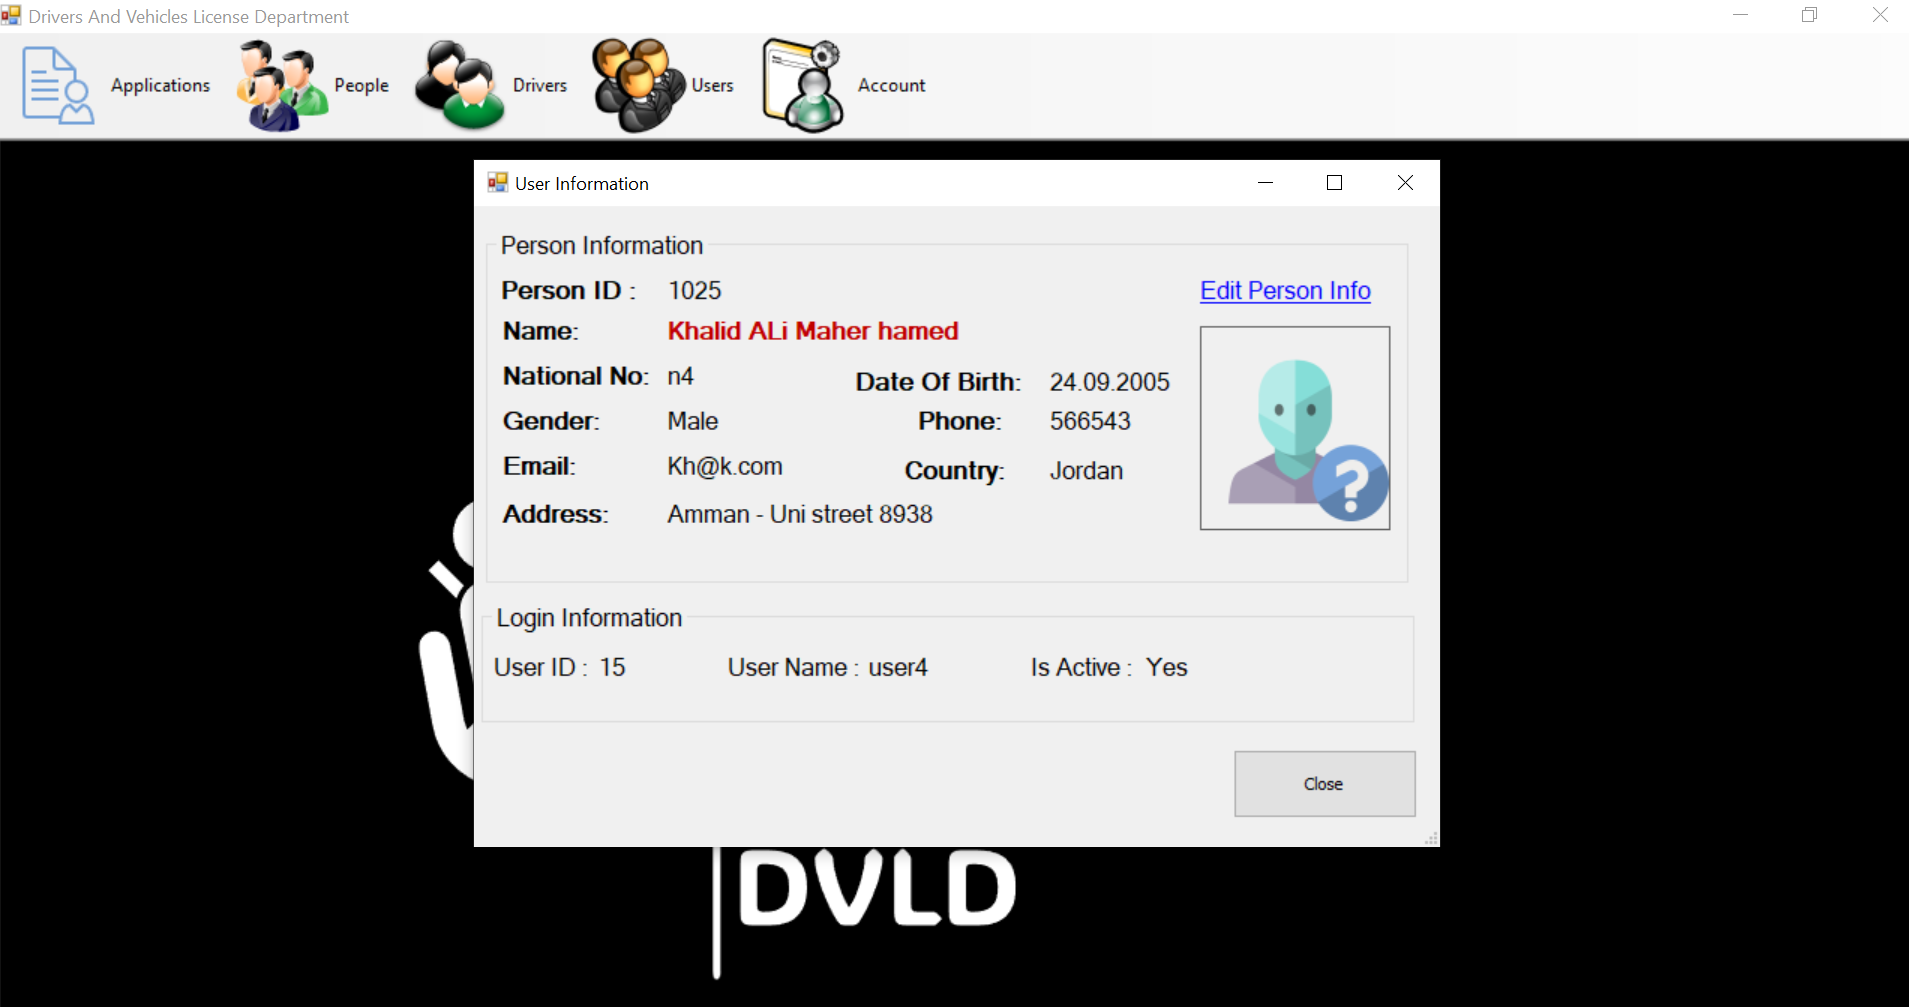 Drivers And Vehicles License Department
Applications People Drivers Users Account
User Information
Person Information
Person ID : 1025 Edit Person Info
Name: Khalid ALi Maher hamed
National No: n4 Date Of Birth: 24.09.2005
Gender: Male Phone: 566543
Email: Kh@k.com Country: Jordan
Address: Amman - Uni street 8938
?
Login Information
User ID : 15 User Name : user4 Is Active : Yes
Close
DVLD